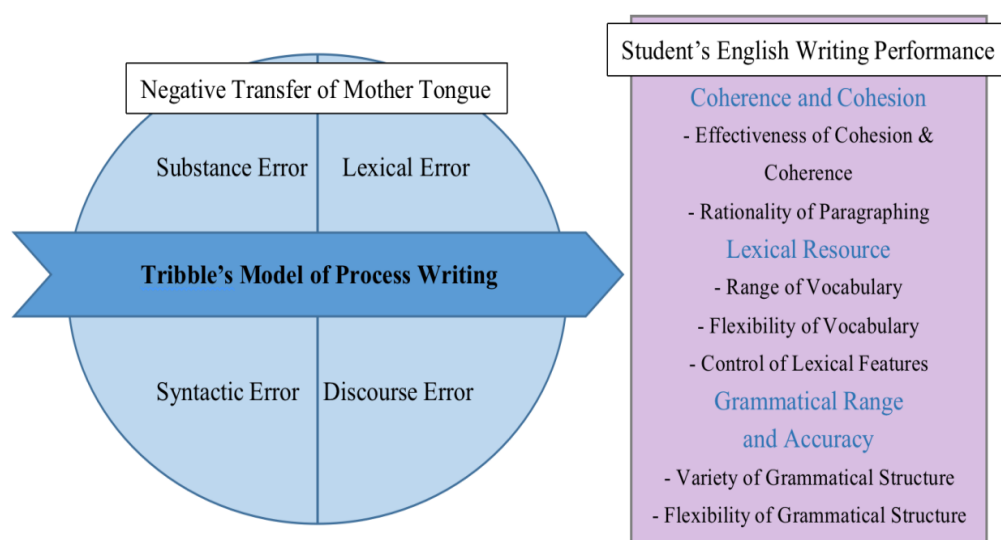 Negative Transfer of Mother Tongue
Substance Error
Lexical Error
Tribble's Model of Process Writing
Syntactic Error
Discourse Error
Student's English Writing Performance
Coherence and Cohesion
- Effectiveness of Cohesion &
Coherence
- Rationality of Paragraphing
Lexical Resource
- Range of Vocabulary
- Flexibility of Vocabulary
- Control of Lexical Features
Grammatical Range
and Accuracy
- Variety of Grammatical Structure
- Flexibility of Grammatical Structure